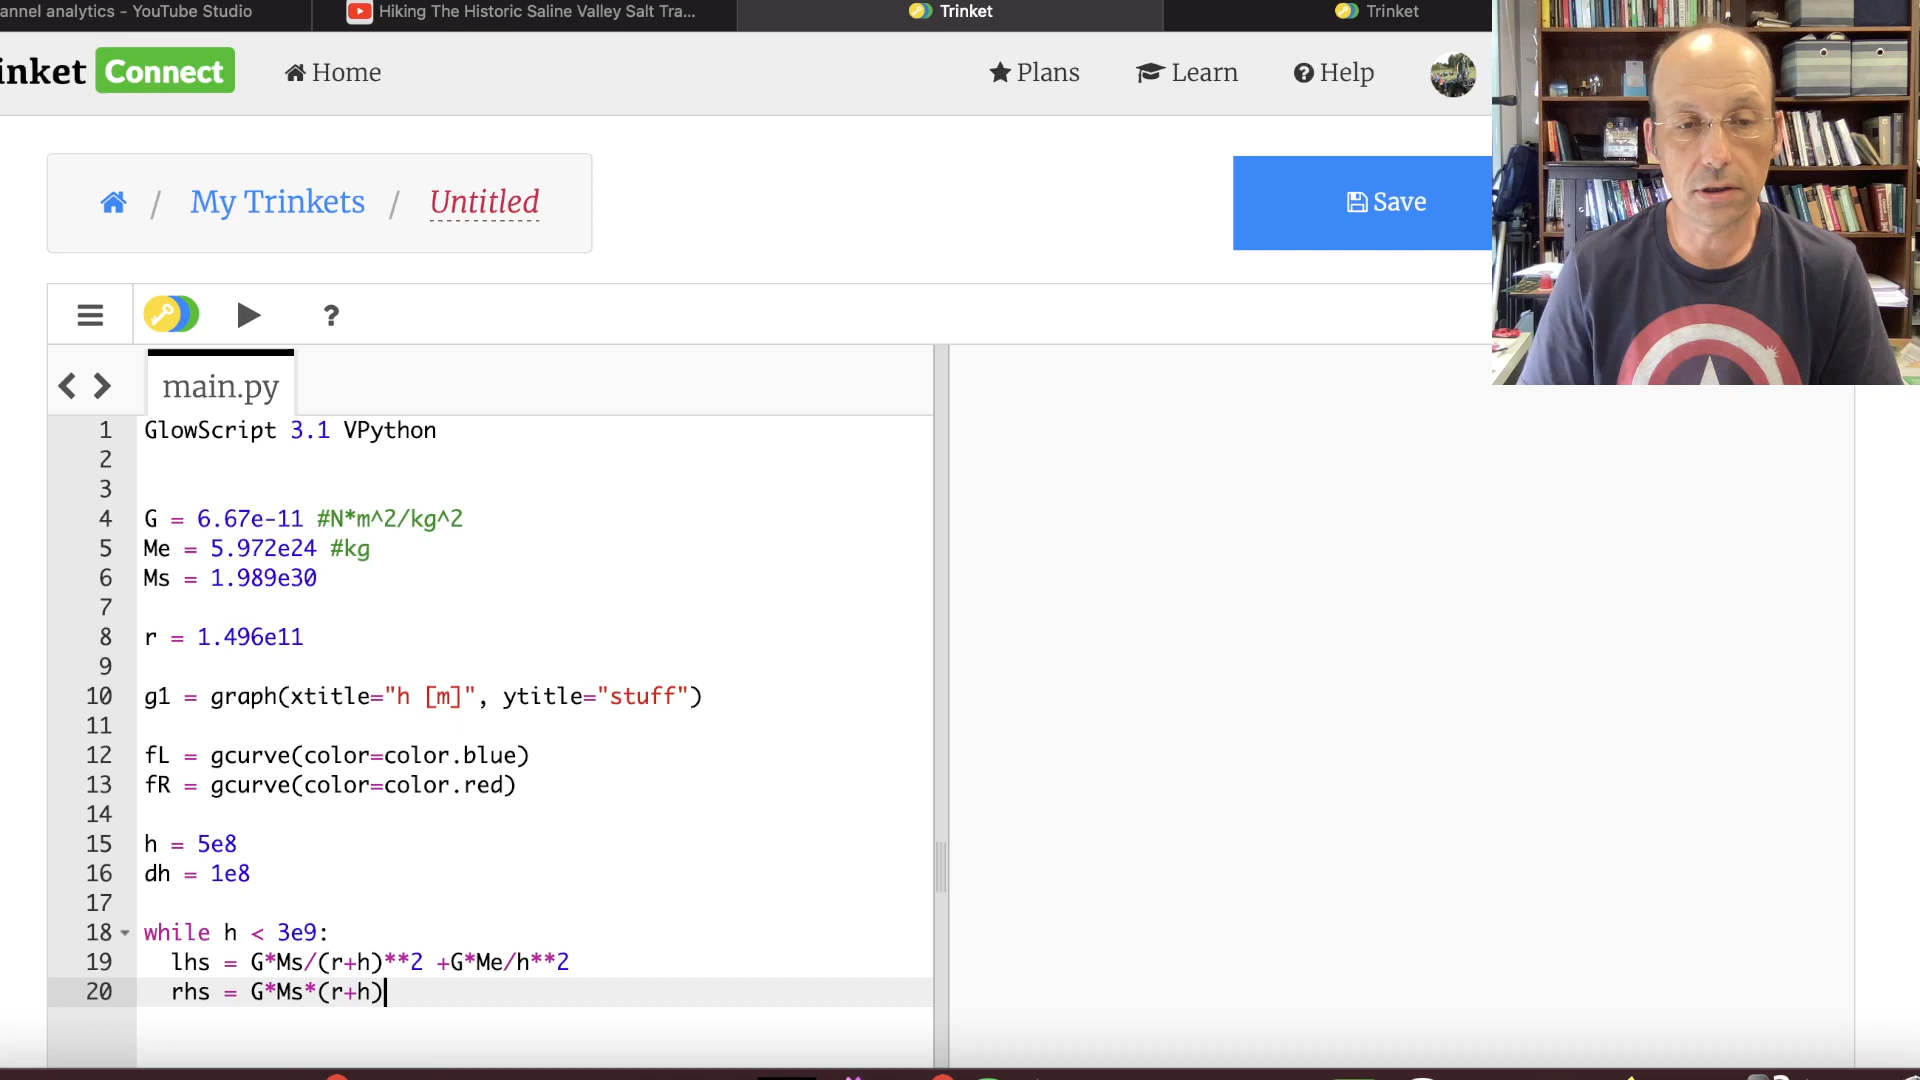 annel analytics - YouTube Studio
Hiking The Historic Saline Valley Salt Tra...
Trinket
Trinket
inket Connect
Home
Plans
Learn
Help
/ My Trinkets / Untitled
Save
?
main.py
1 GlowScript 3.1 VPython
2
3
4 G = 6.67e-11 #N*m^2/kg^2
5 Me = 5.972e24 #kg
6 Ms = 1.989e30
7
8 r = 1.496e11
9
10 g1 = graph(xtitle="h [m]", ytitle="stuff")
11
12 fL = gcurve(color=color.blue)
13 fR = gcurve(color=color.red)
14
15 h = 5e8
16 dh = 1e8
17
18 while h < 3e9:
19   lhs = G*Ms/(r+h)**2 +G*Me/h**2
20   rhs = G*Ms*(r+h)